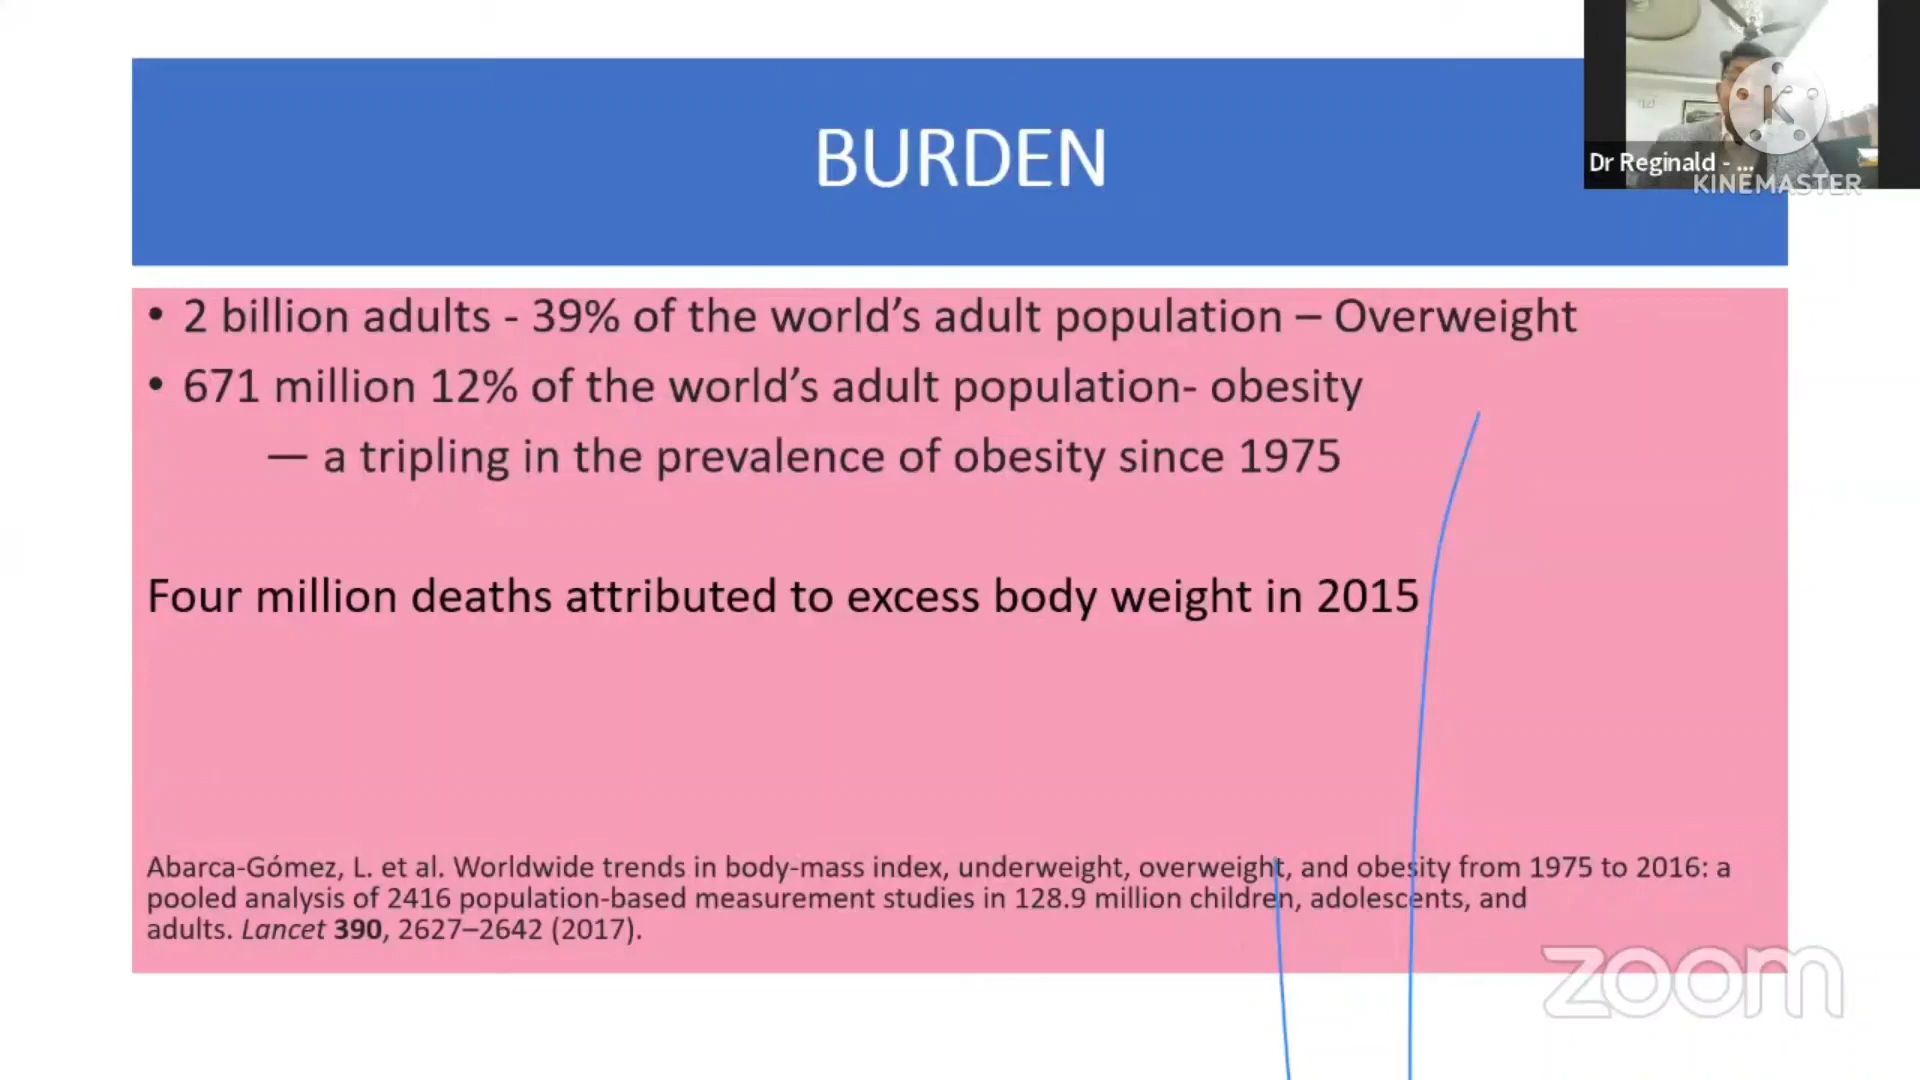 BURDEN
Dr Reginald - ...
KINEMASTER
• 2 billion adults - 39% of the world’s adult population – Overweight
• 671 million 12% of the world’s adult population- obesity
— a tripling in the prevalence of obesity since 1975
Four million deaths attributed to excess body weight in 2015
Abarca-Gómez, L. et al. Worldwide trends in body-mass index, underweight, overweight, and obesity from 1975 to 2016: a
pooled analysis of 2416 population-based measurement studies in 128.9 million children, adolescents, and
adults. Lancet 390, 2627–2642 (2017).
zoom